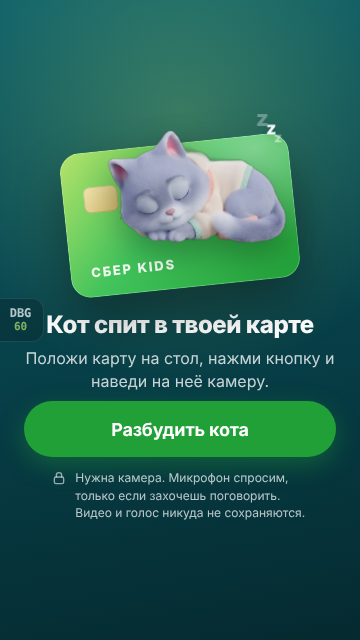 z
z
z
СБЕР KIDS
DBG
60
Кот спит в твоей карте
Положи карту на стол, нажми кнопку и
наведи на неё камеру.
Разбудить кота
Нужна камера. Микрофон спросим,
только если захочешь поговорить.
Видео и голос никуда не сохраняются.